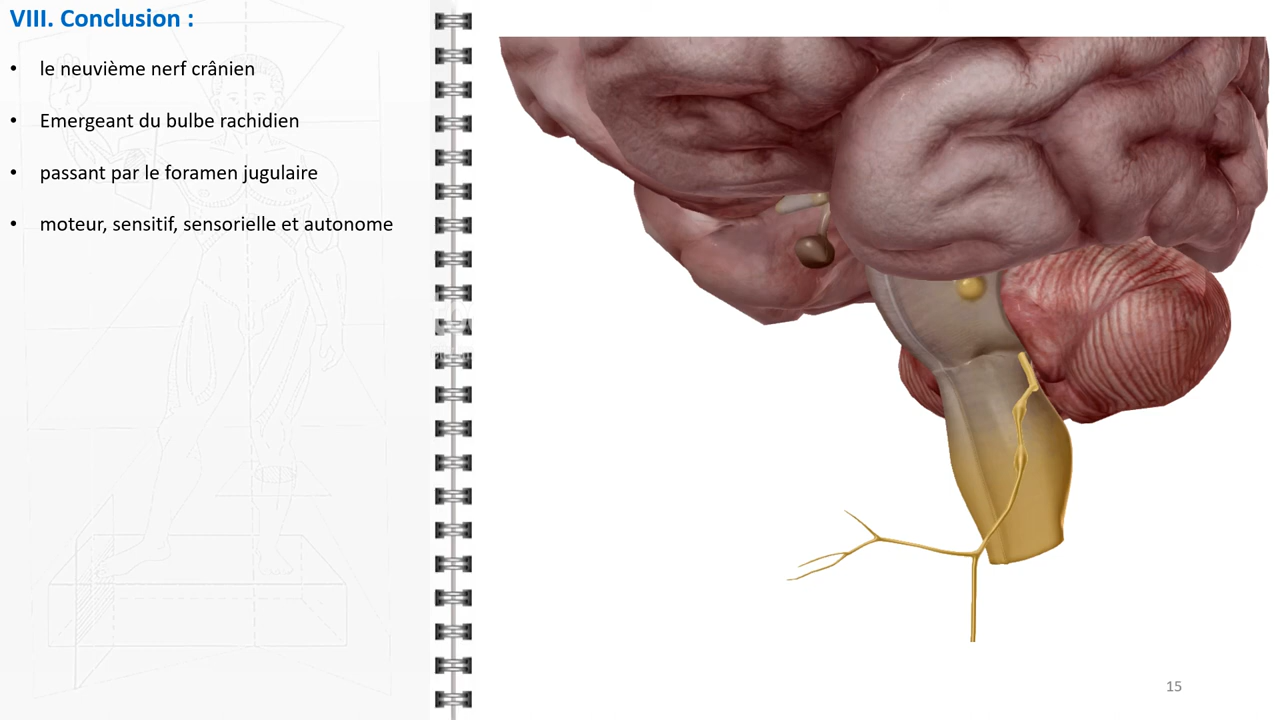 VIII. Conclusion :
• le neuvième nerf crânien
• Emergeant du bulbe rachidien
• passant par le foramen jugulaire
• moteur, sensitif, sensorielle et autonome
15